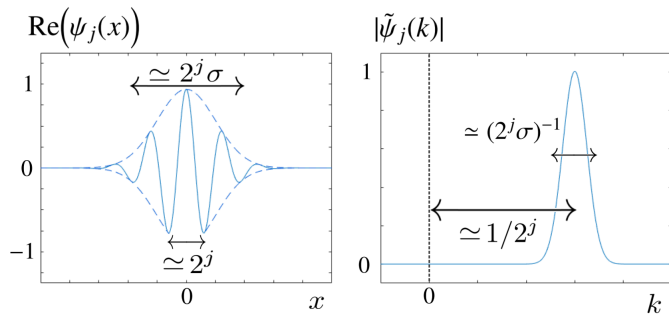 Re(ψ_j(x))
≃ 2^j σ
1
0
−1
≃ 2^j
0
x
|ψ̃_j(k)|
1
≃ (2^j σ)^{−1}
≃ 1/2^j
0
0
k